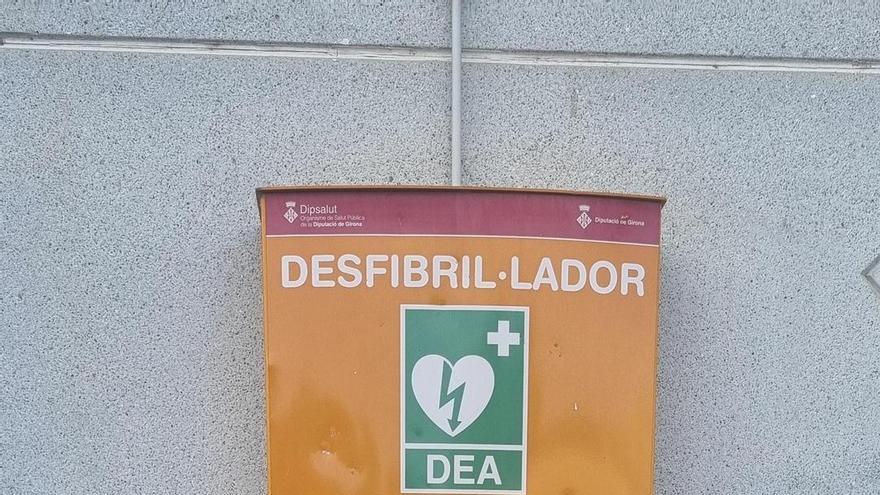 Dipsalut
Organisme de Salut Pública
de la Diputació de Girona
Diputació de Girona
DESFIBRIL·LADOR
DEA